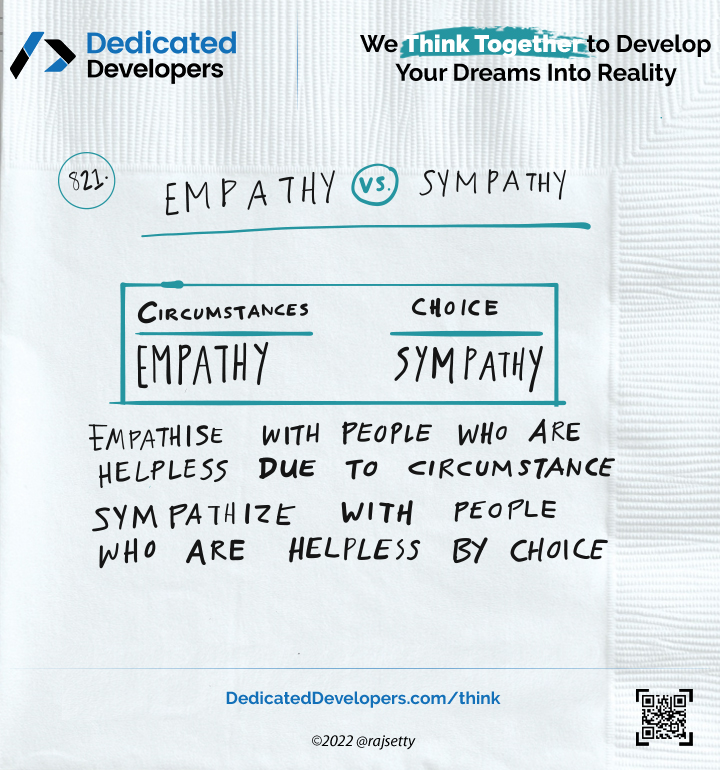 Dedicated
Developers
We Think Together to Develop
Your Dreams Into Reality
821.
EMPATHY VS. SYMPATHY
CIRCUMSTANCES CHOICE
EMPATHY SYMPATHY
EMPATHISE WITH PEOPLE WHO ARE
HELPLESS DUE TO CIRCUMSTANCE
SYMPATHIZE WITH PEOPLE
WHO ARE HELPLESS BY CHOICE
DedicatedDevelopers.com/think
©2022 @rajsetty